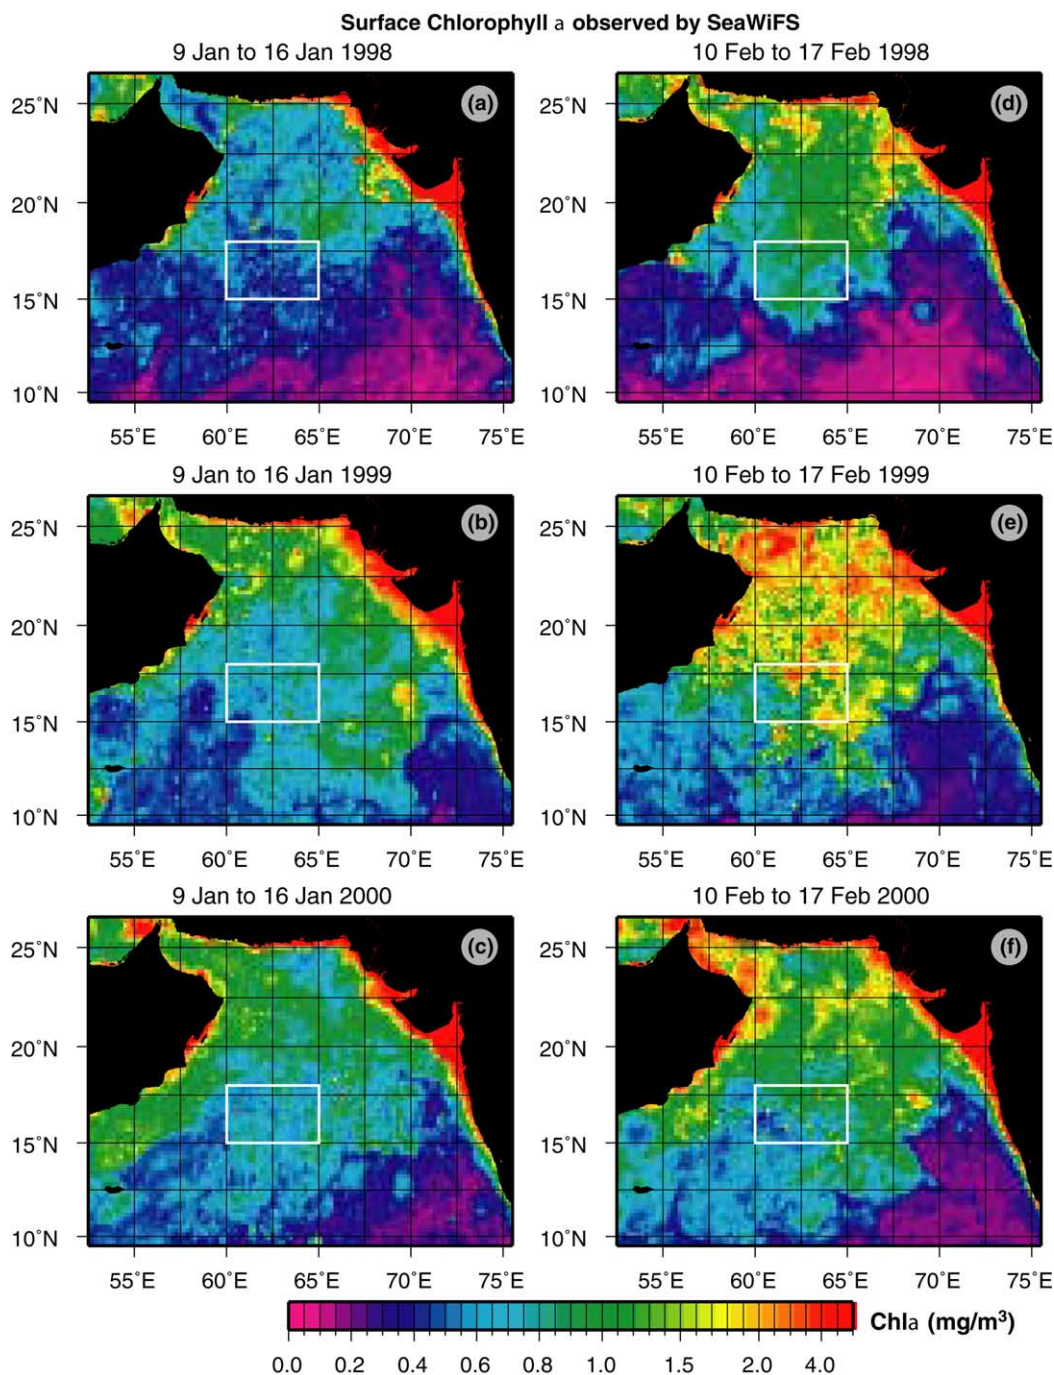 Surface Chlorophyll a observed by SeaWiFS
9 Jan to 16 Jan 1998
10 Feb to 17 Feb 1998
25˚N
(a)
25˚N
(d)
20˚N
20˚N
15˚N
15˚N
10˚N
10˚N
55˚E 60˚E 65˚E 70˚E 75˚E
55˚E 60˚E 65˚E 70˚E 75˚E
9 Jan to 16 Jan 1999
10 Feb to 17 Feb 1999
25˚N
(b)
25˚N
(e)
20˚N
20˚N
15˚N
15˚N
10˚N
10˚N
55˚E 60˚E 65˚E 70˚E 75˚E
55˚E 60˚E 65˚E 70˚E 75˚E
9 Jan to 16 Jan 2000
10 Feb to 17 Feb 2000
25˚N
(c)
25˚N
(f)
20˚N
20˚N
15˚N
15˚N
10˚N
10˚N
55˚E 60˚E 65˚E 70˚E 75˚E
55˚E 60˚E 65˚E 70˚E 75˚E
Chla (mg/m³)
0.0 0.2 0.4 0.6 0.8 1.0 1.5 2.0 4.0